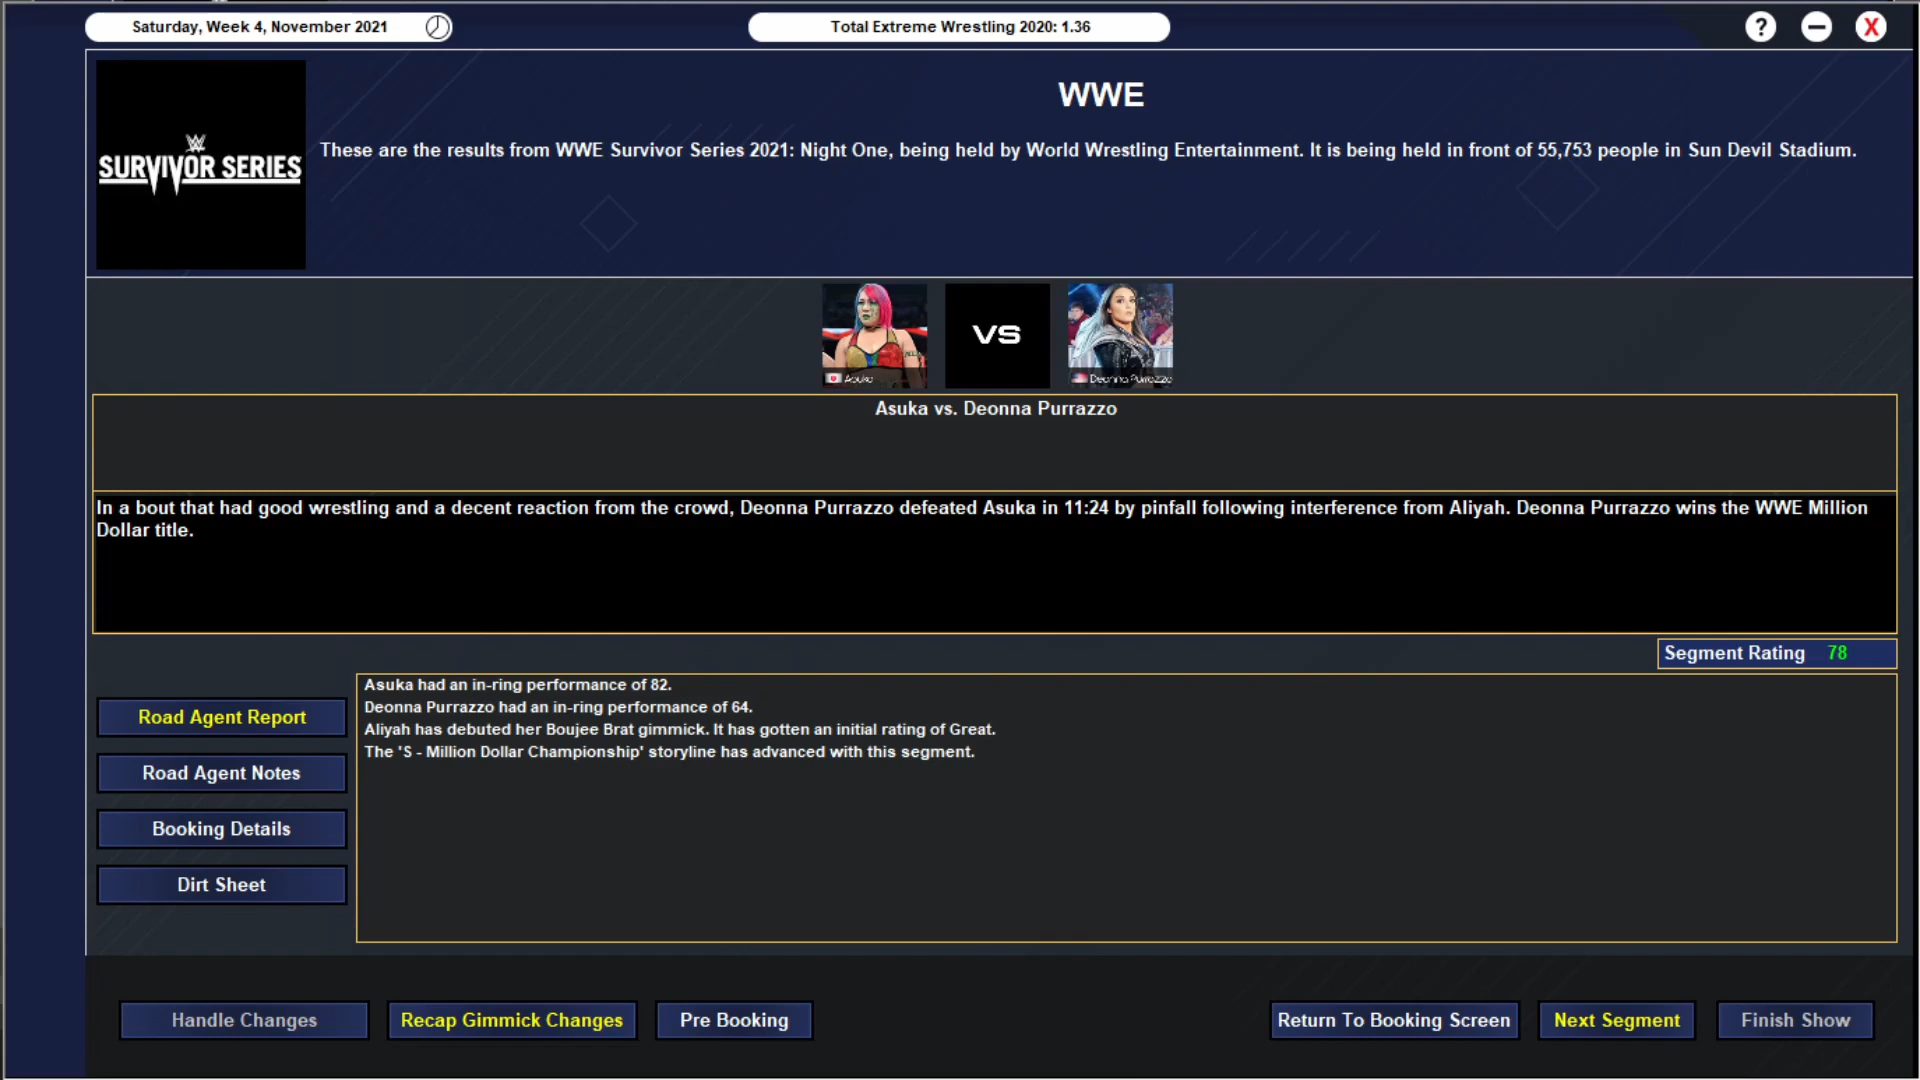 Saturday, Week 4, November 2021
Total Extreme Wrestling 2020: 1.36
?
X
WWE
W
SURVIVOR SERIES
These are the results from WWE Survivor Series 2021: Night One, being held by World Wrestling Entertainment. It is being held in front of 55,753 people in Sun Devil Stadium.
VS
Asuka
Deonna Purrazzo
Asuka vs. Deonna Purrazzo
In a bout that had good wrestling and a decent reaction from the crowd, Deonna Purrazzo defeated Asuka in 11:24 by pinfall following interference from Aliyah. Deonna Purrazzo wins the WWE Million
Dollar title.
Segment Rating 78
Asuka had an in-ring performance of 82.
Deonna Purrazzo had an in-ring performance of 64.
Aliyah has debuted her Boujee Brat gimmick. It has gotten an initial rating of Great.
The 'S - Million Dollar Championship' storyline has advanced with this segment.
Road Agent Report
Road Agent Notes
Booking Details
Dirt Sheet
Handle Changes
Recap Gimmick Changes
Pre Booking
Return To Booking Screen
Next Segment
Finish Show